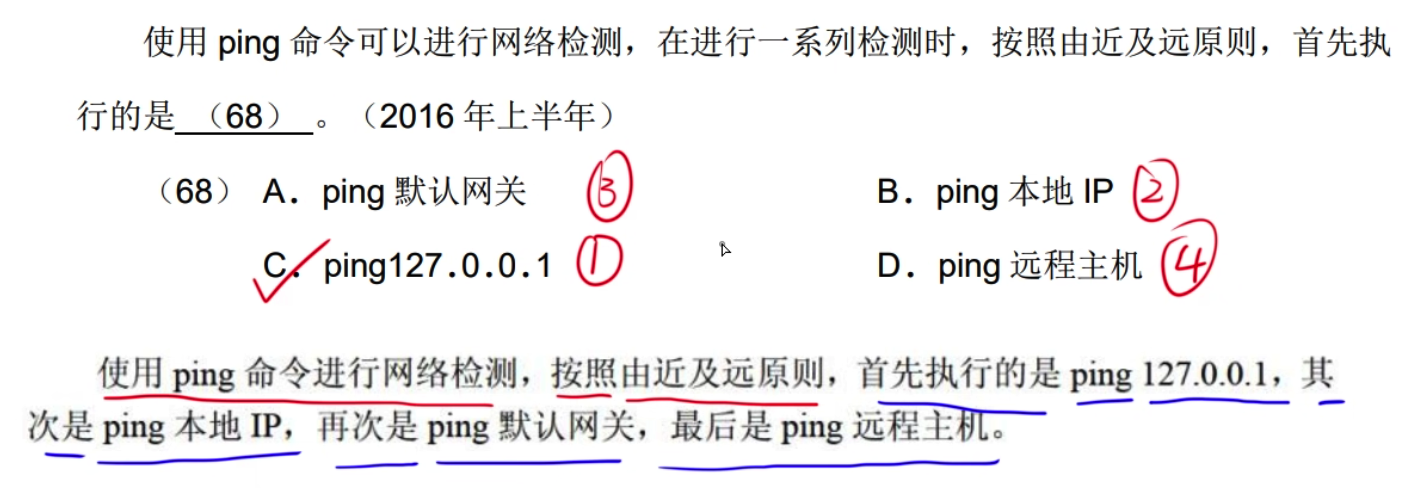 使用 ping 命令可以进行网络检测，在进行一系列检测时，按照由近及远原则，首先执
行的是 （68） 。（2016 年上半年）
（68） A．ping 默认网关 ③ B．ping 本地 IP ②
C．ping127.0.0.1 ① D．ping 远程主机 ④
使用 ping 命令进行网络检测，按照由近及远原则，首先执行的是 ping 127.0.0.1，其
次是 ping 本地 IP，再次是 ping 默认网关，最后是 ping 远程主机。